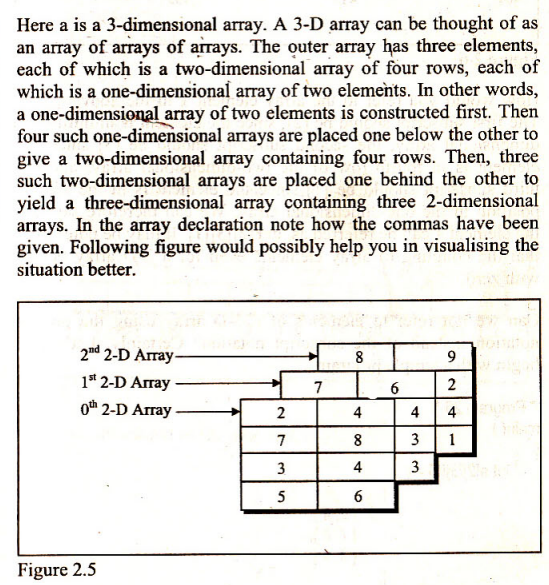 Here a is a 3-dimensional array. A 3-D array can be thought of as
an array of arrays of arrays. The outer array has three elements,
each of which is a two-dimensional array of four rows, each of
which is a one-dimensional array of two elements. In other words,
a one-dimensional array of two elements is constructed first. Then
four such one-dimensional arrays are placed one below the other to
give a two-dimensional array containing four rows. Then, three
such two-dimensional arrays are placed one behind the other to
yield a three-dimensional array containing three 2-dimensional
arrays. In the array declaration note how the commas have been
given. Following figure would possibly help you in visualising the
situation better.
2nd 2-D Array 8 9
1st 2-D Array 7 6 2
0th 2-D Array 2 4 4 4
7 8 3 1
3 4 3
5 6
Figure 2.5